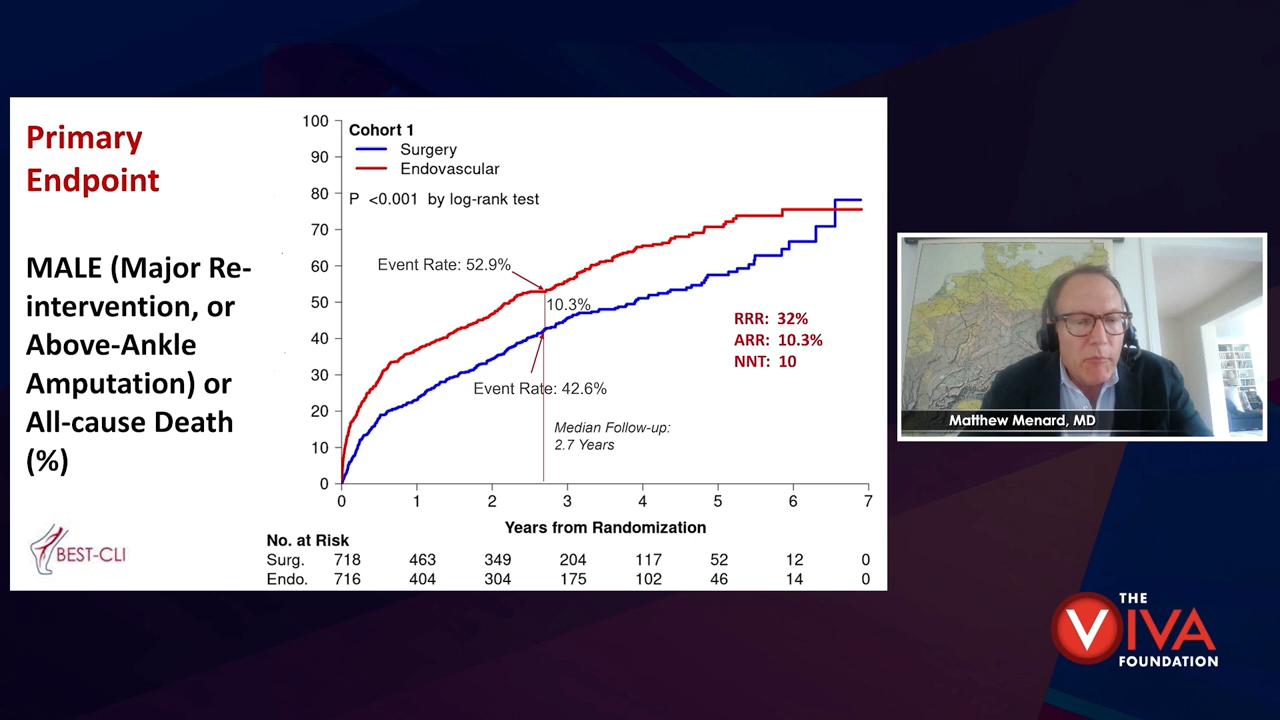 Primary
Endpoint
MALE (Major Re-
intervention, or
Above-Ankle
Amputation) or
All-cause Death
(%)
BEST-CLI
100
90
80
70
60
50
40
30
20
10
0
Cohort 1
Surgery
Endovascular
P <0.001 by log-rank test
Event Rate: 52.9%
10.3%
Event Rate: 42.6%
Median Follow-up:
2.7 Years
RRR: 32%
ARR: 10.3%
NNT: 10
0 1 2 3 4 5 6 7
Years from Randomization
No. at Risk
Surg. 718 463 349 204 117 52 12 0
Endo. 716 404 304 175 102 46 14 0
Matthew Menard, MD
THE
VIVA
FOUNDATION